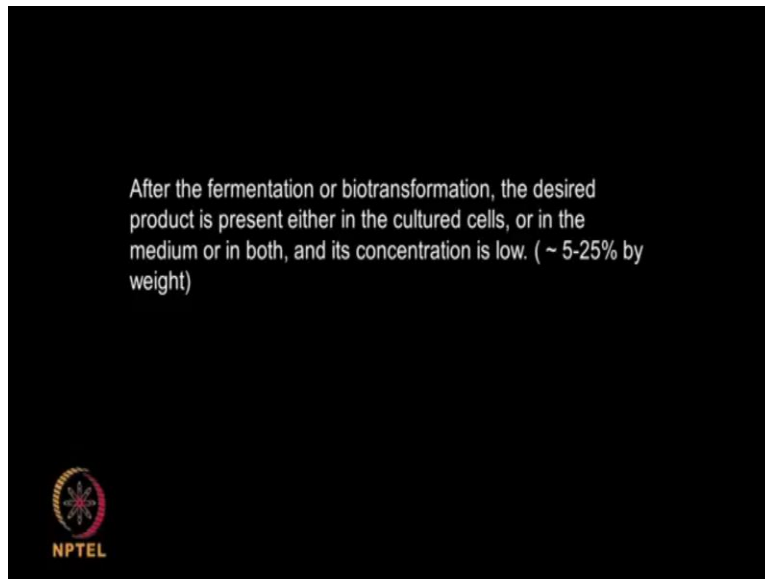 After the fermentation or biotransformation, the desired
product is present either in the cultured cells, or in the
medium or in both, and its concentration is low. ( ~ 5-25% by
weight)
NPTEL